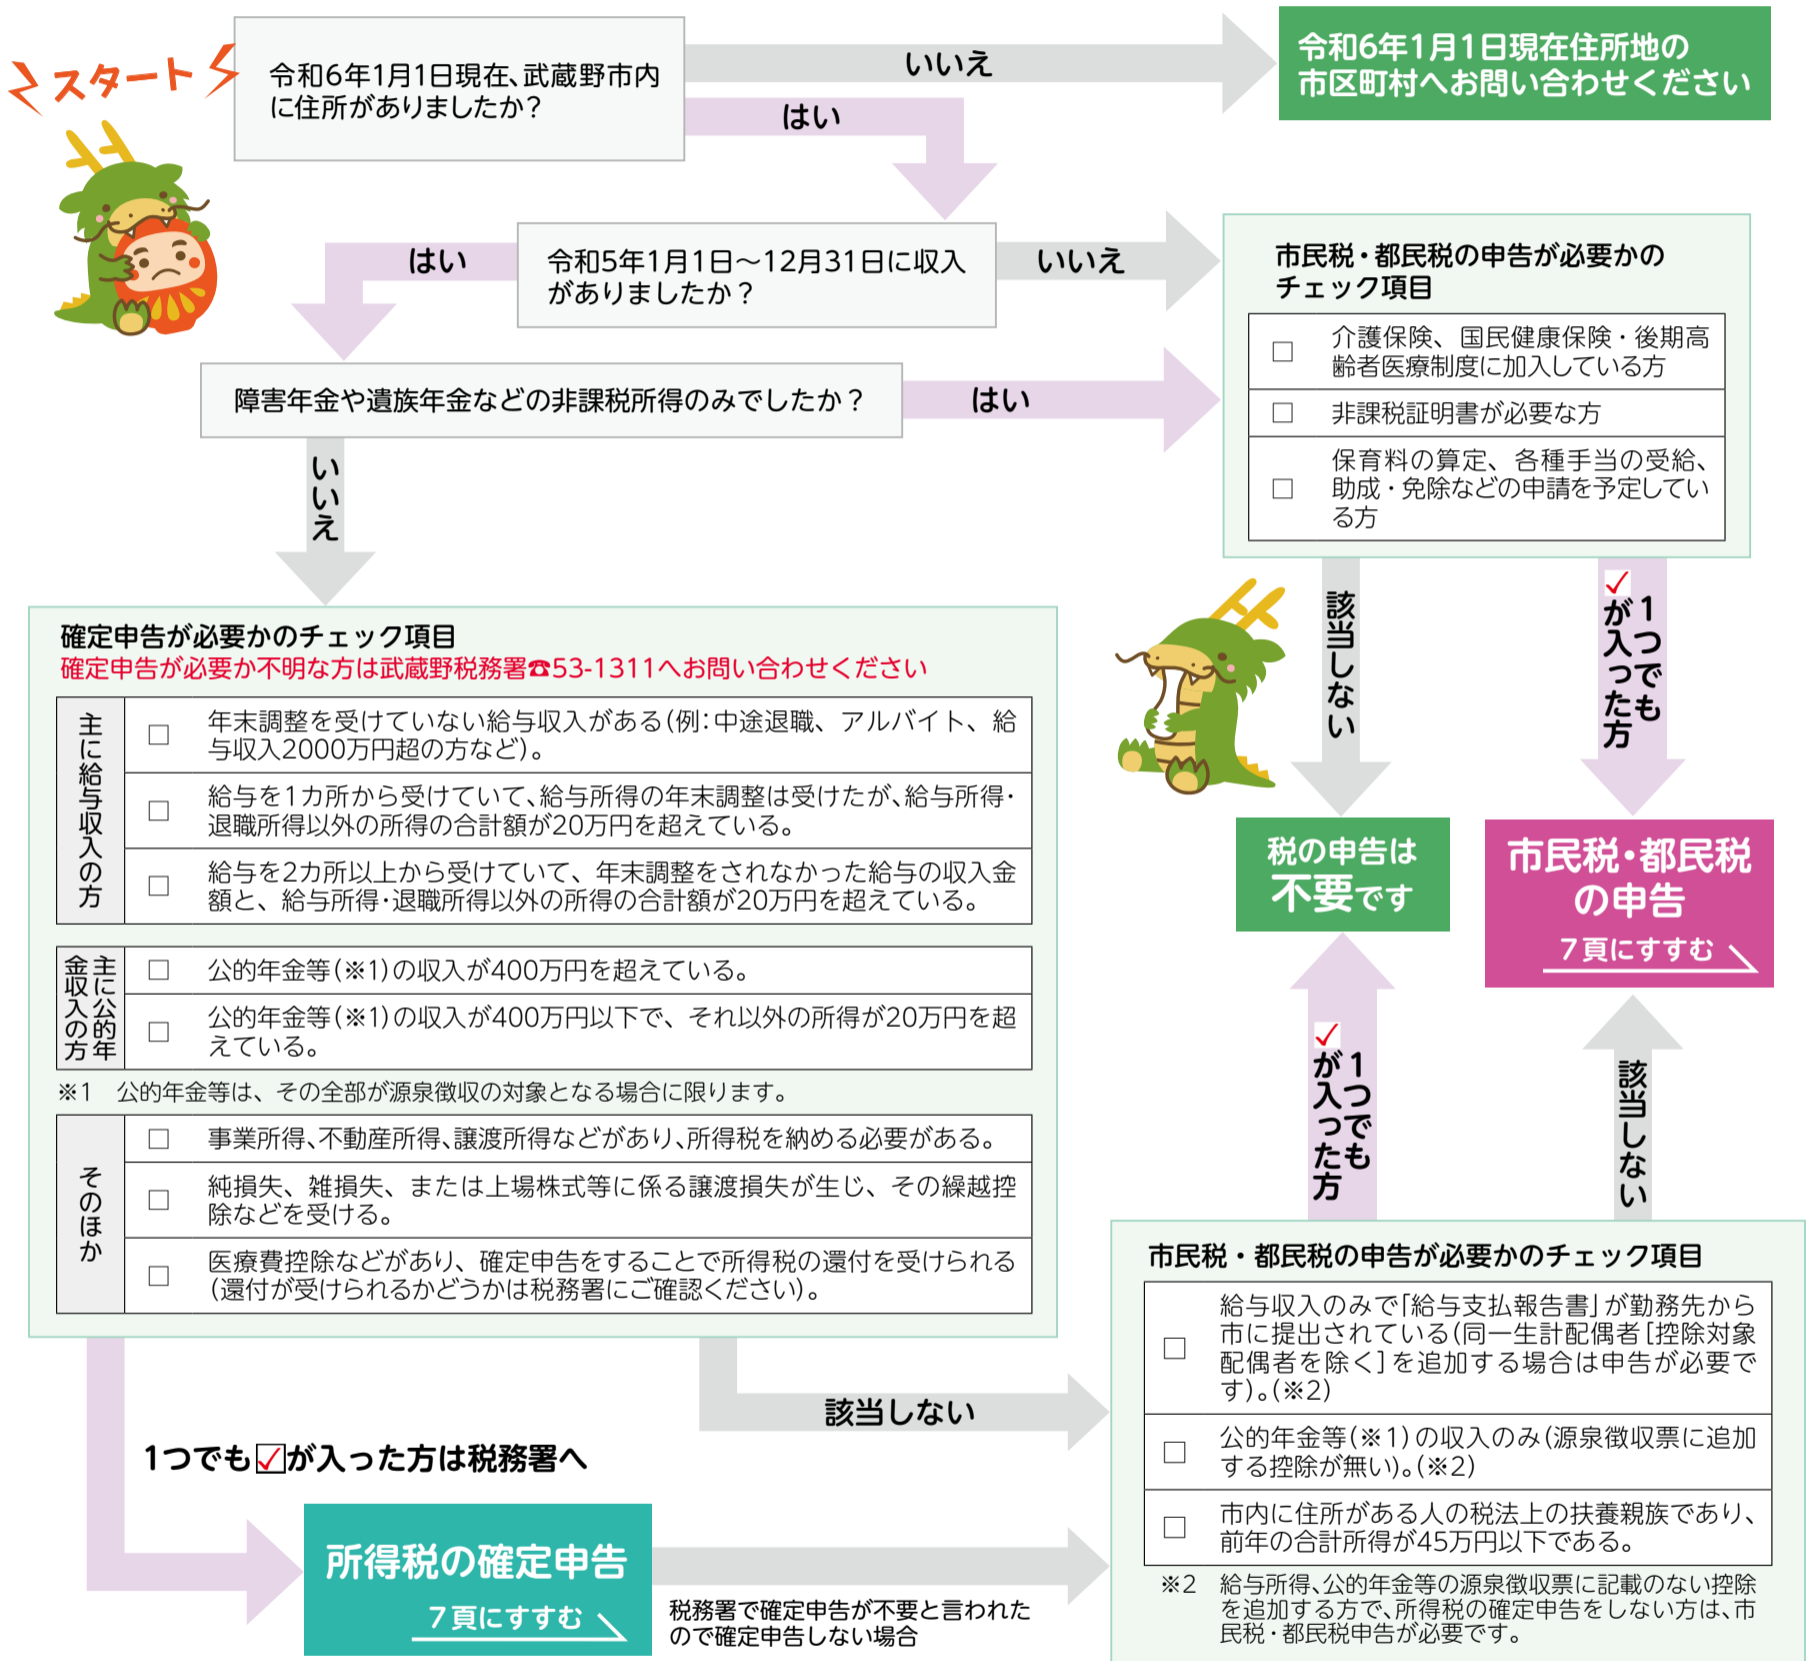 スタート
令和6年1月1日現在、武蔵野市内
に住所がありましたか？
いいえ
令和6年1月1日現在住所地の
市区町村へお問い合わせください
はい
令和5年1月1日〜12月31日に収入
がありましたか？
はい
いいえ
障害年金や遺族年金などの非課税所得のみでしたか？
はい
いいえ
市民税・都民税の申告が必要かの
チェック項目
□ 介護保険、国民健康保険・後期高
齢者医療制度に加入している方
□ 非課税証明書が必要な方
□ 保育料の算定、各種手当の受給、
助成・免除などの申請を予定してい
る方
該当しない
1つでも
☑が入った方
税の申告は
不要です
市民税・都民税
の申告
7頁にすすむ
確定申告が必要かのチェック項目
確定申告が必要か不明な方は武蔵野税務署☎53-1311へお問い合わせください
主に給与収入の方
□ 年末調整を受けていない給与収入がある（例：中途退職、アルバイト、給
与収入2000万円超の方など）。
□ 給与を1カ所から受けていて、給与所得の年末調整は受けたが、給与所得・
退職所得以外の所得の合計額が20万円を超えている。
□ 給与を2カ所以上から受けていて、年末調整をされなかった給与の収入金
額と、給与所得・退職所得以外の所得の合計額が20万円を超えている。
主に公的年
金収入の方
□ 公的年金等（※1）の収入が400万円を超えている。
□ 公的年金等（※1）の収入が400万円以下で、それ以外の所得が20万円を超
えている。
※1 公的年金等は、その全部が源泉徴収の対象となる場合に限ります。
そのほか
□ 事業所得、不動産所得、譲渡所得などがあり、所得税を納める必要がある。
□ 純損失、雑損失、または上場株式等に係る譲渡損失が生じ、その繰越控
除などを受ける。
□ 医療費控除などがあり、確定申告をすることで所得税の還付を受けられる
（還付が受けられるかどうかは税務署にご確認ください）。
1つでも
☑が入った方
該当しない
該当しない
1つでも☑が入った方は税務署へ
所得税の確定申告
7頁にすすむ
税務署で確定申告が不要と言われた
ので確定申告しない場合
市民税・都民税の申告が必要かのチェック項目
□ 給与収入のみで「給与支払報告書」が勤務先から
市に提出されている（同一生計配偶者［控除対象
配偶者を除く］を追加する場合は申告が必要で
す）。（※2）
□ 公的年金等（※1）の収入のみ（源泉徴収票に追加
する控除が無い）。（※2）
□ 市内に住所がある人の税法上の扶養親族であり、
前年の合計所得が45万円以下である。
※2 給与所得、公的年金等の源泉徴収票に記載のない控除
を追加する方で、所得税の確定申告をしない方は、市
民税・都民税申告が必要です。